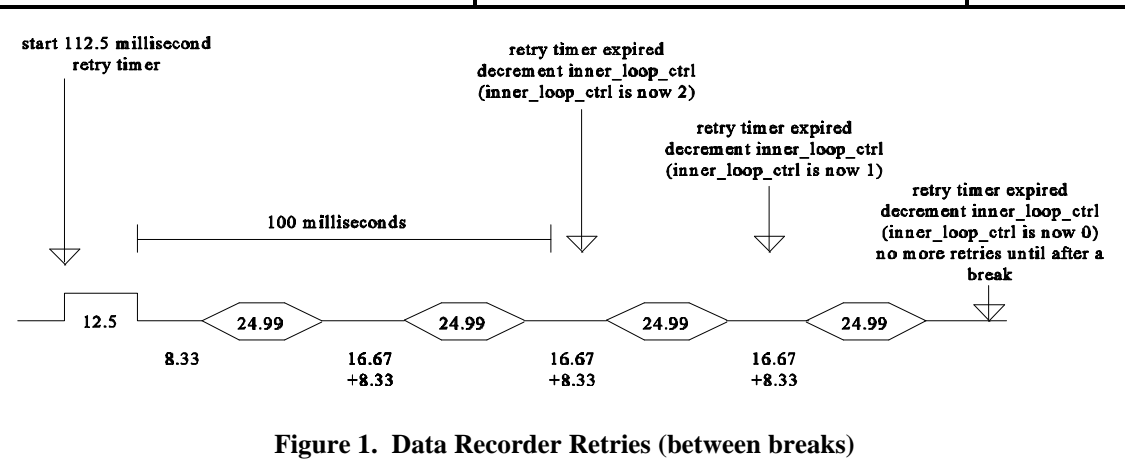 start 112.5 millisecond
retry timer
retry timer expired
decrement inner_loop_ctrl
(inner_loop_ctrl is now 2)
retry timer expired
decrement inner_loop_ctrl
(inner_loop_ctrl is now 1)
retry timer expired
decrement inner_loop_ctrl
(inner_loop_ctrl is now 0)
no more retries until after a
break
100 milliseconds
12.5
24.99
24.99
24.99
24.99
8.33
16.67
+8.33
16.67
+8.33
16.67
+8.33
Figure 1. Data Recorder Retries (between breaks)